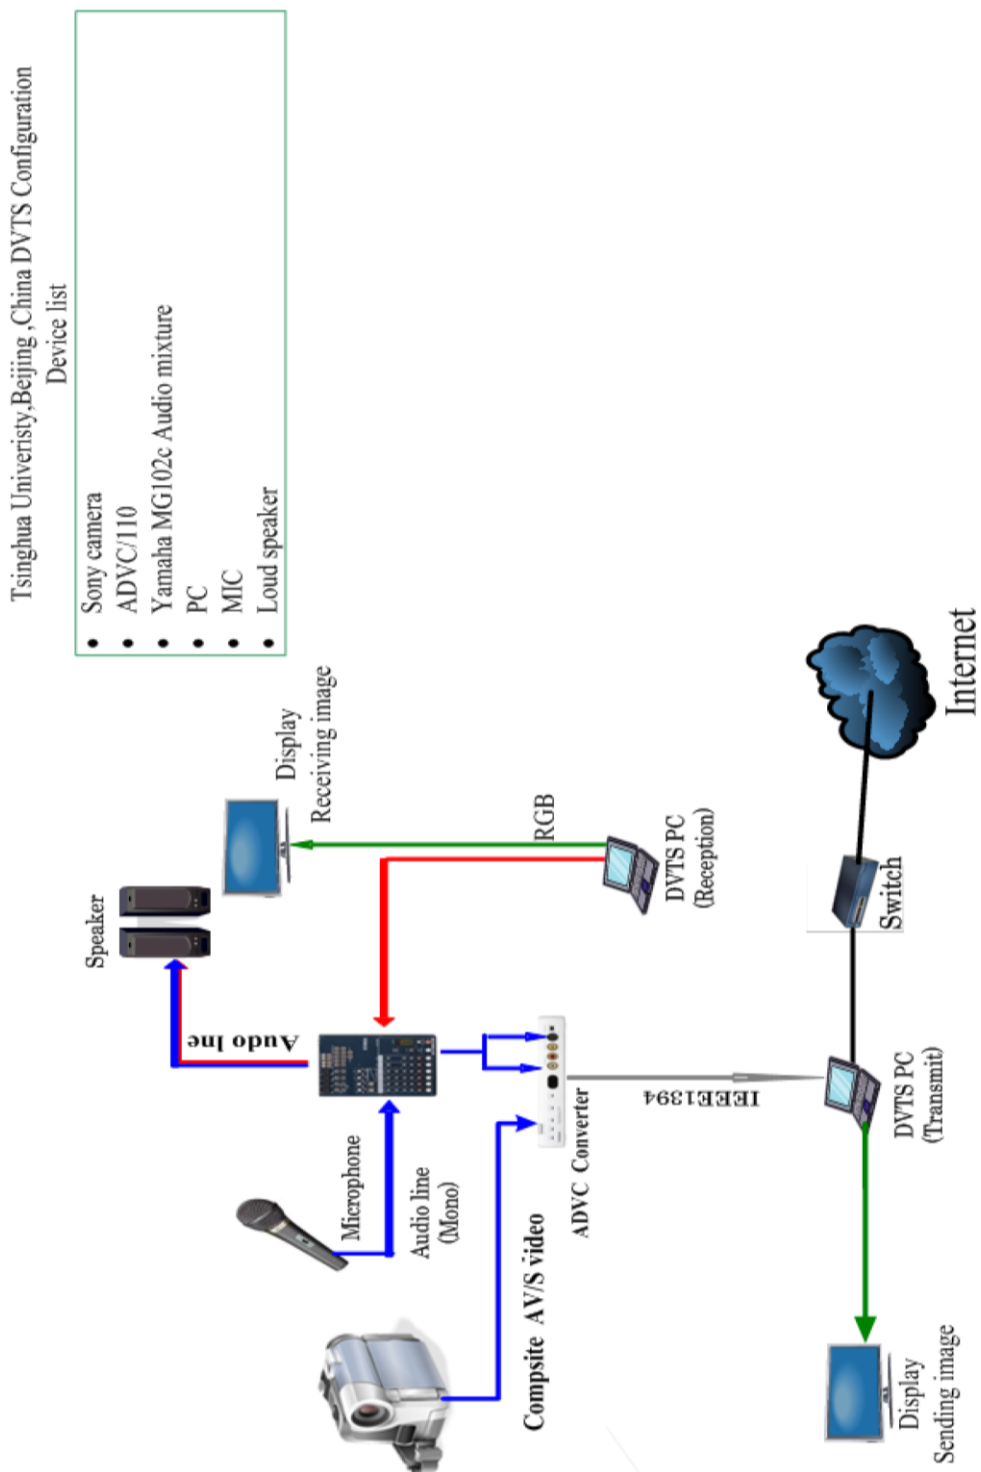 Tsinghua Univeristy,Beijing ,China DVTS Configuration
Device list
• Sony camera
• ADVC/110
• Yamaha MG102c Audio mixture
• PC
• MIC
• Loud speaker
Speaker
Display
Receiving image
Audo lne
Microphone
Audio line
(Mono)
RGB
Compsite AV/S video
ADVC Converter
DVTS PC
(Reception)
IEEE1394
DVTS PC
(Transmit)
Switch
Internet
Display
Sending image